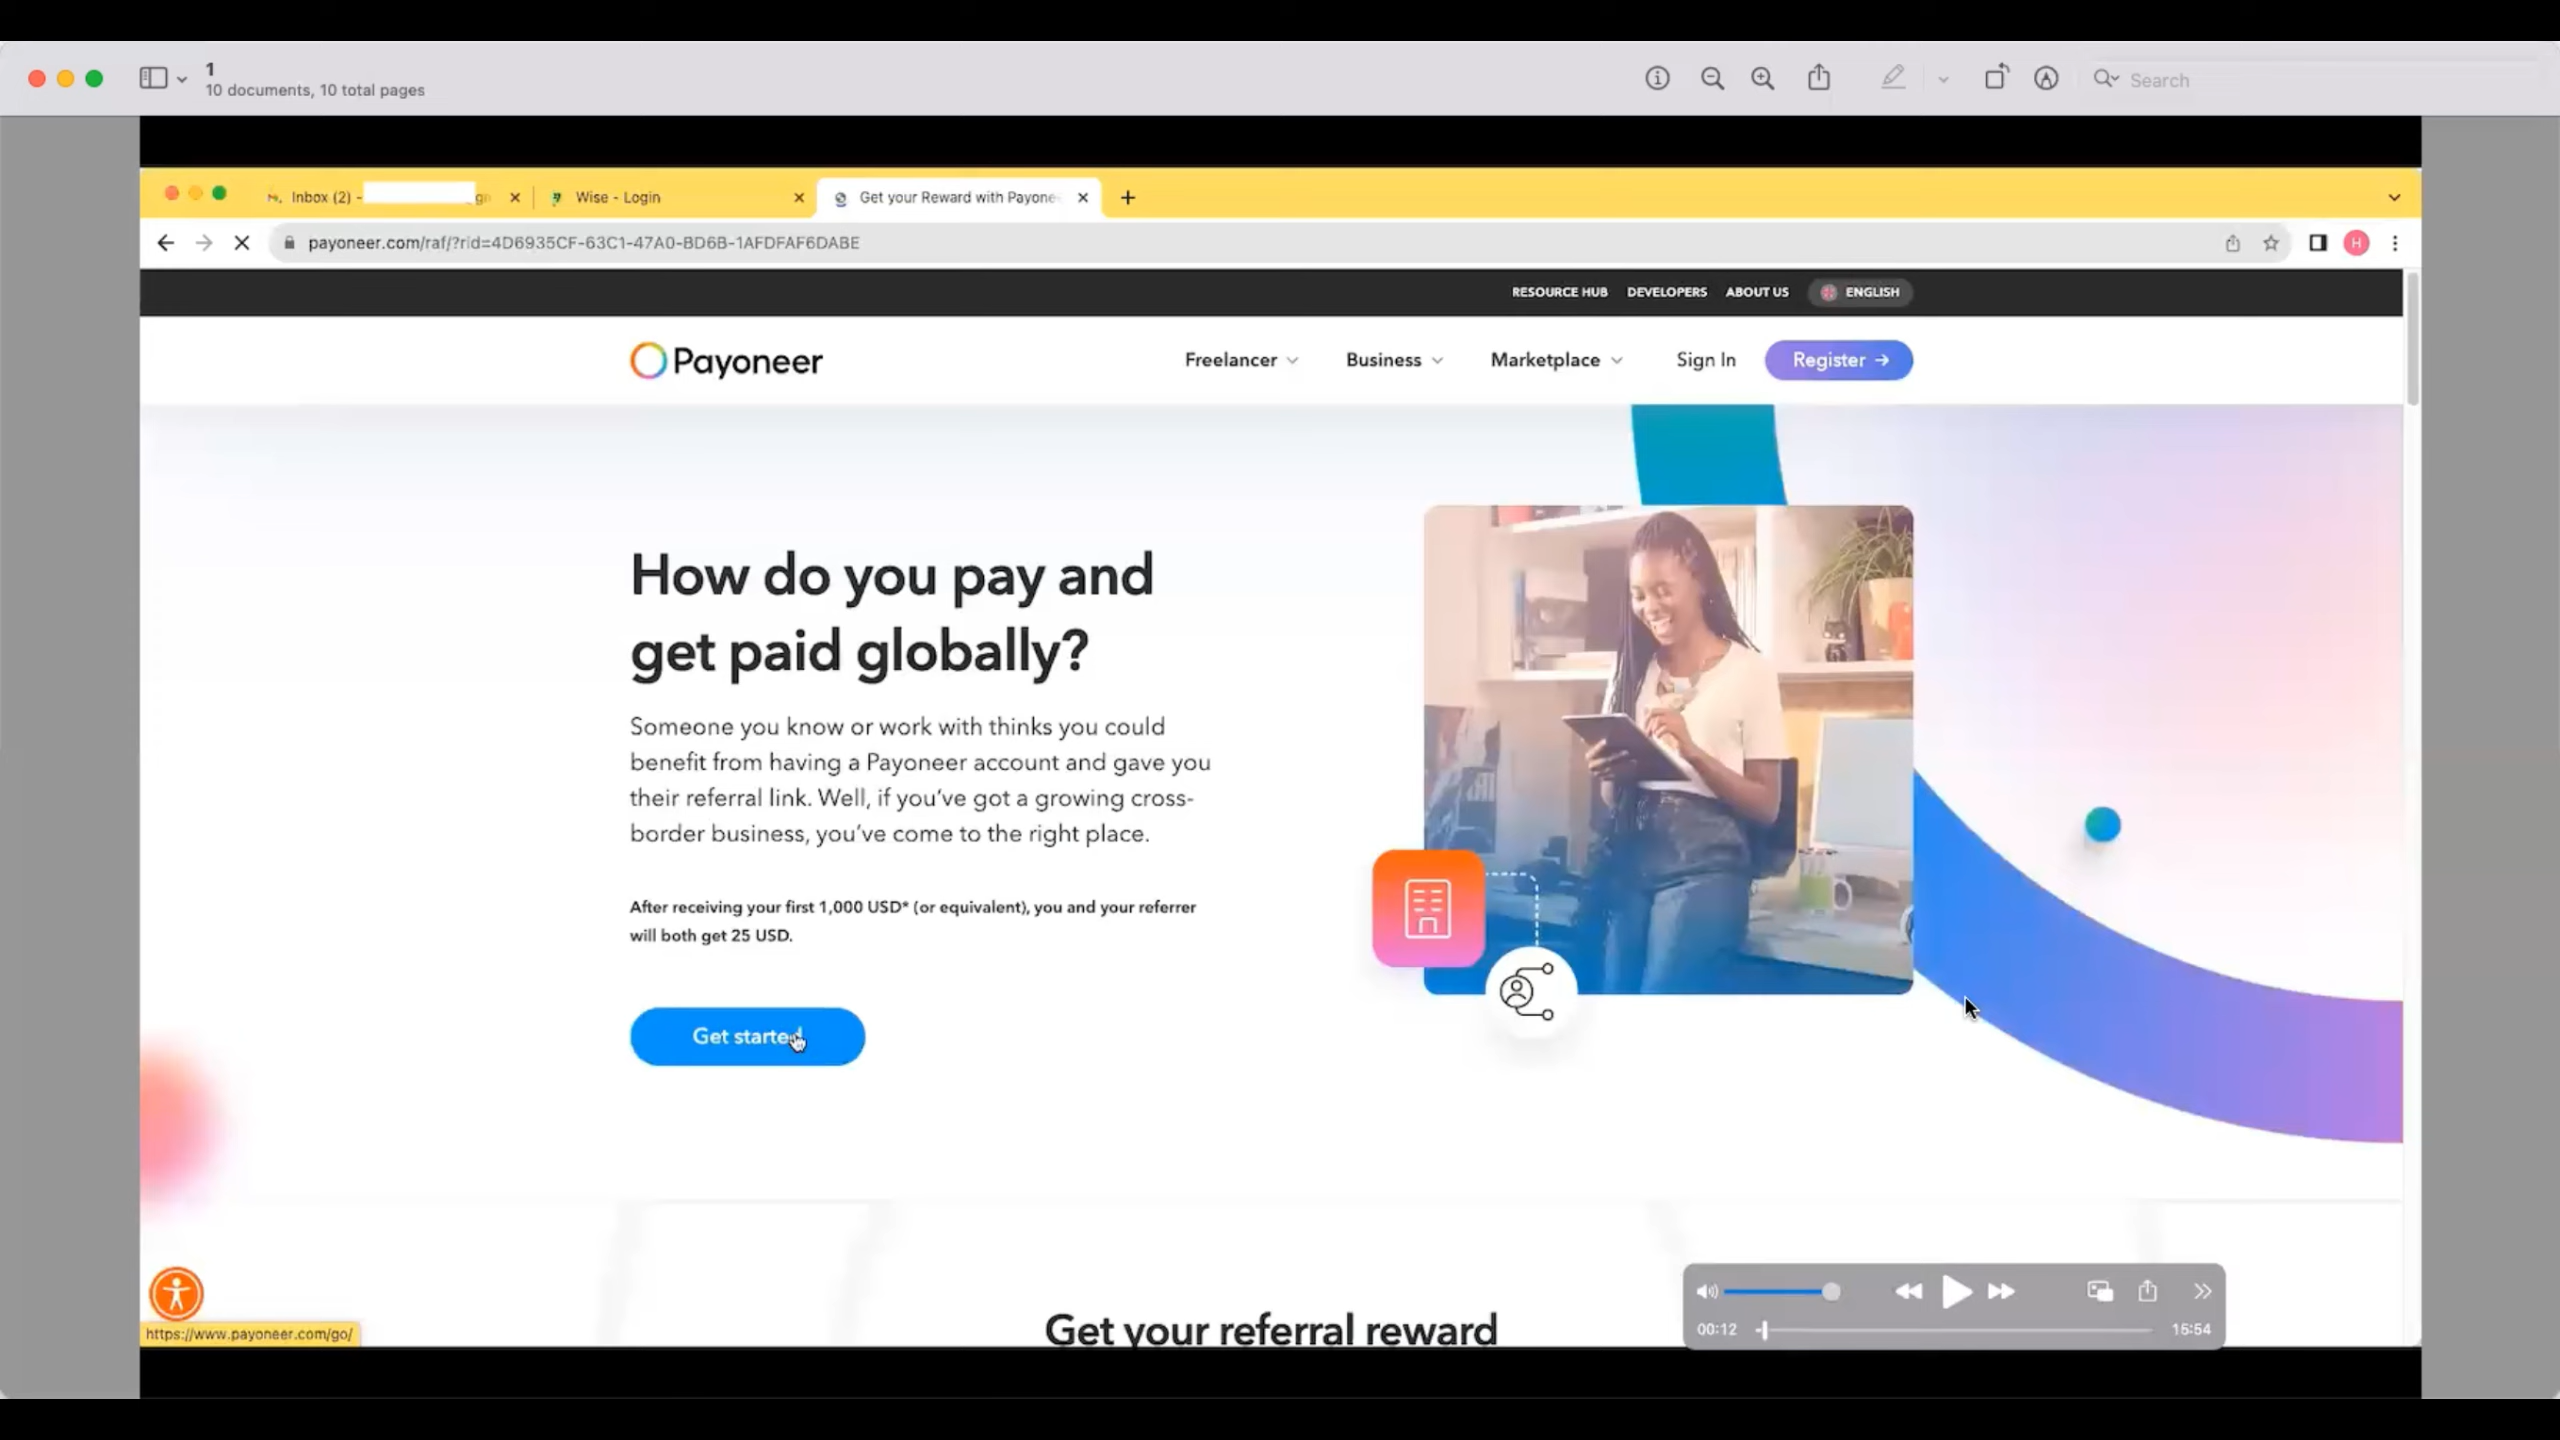 1
10 documents, 10 total pages
Search
Inbox (2) -
Wise - Login
Get your Reward with Payone
payoneer.com/raf/?rid=4D6935CF-63C1-47A0-BD6B-1AFDFAF6DABE
H
RESOURCE HUB DEVELOPERS ABOUT US ENGLISH
Payoneer
Freelancer Business Marketplace Sign In Register →
How do you pay and
get paid globally?
Someone you know or work with thinks you could
benefit from having a Payoneer account and gave you
their referral link. Well, if you've got a growing cross-
border business, you've come to the right place.
After receiving your first 1,000 USD* (or equivalent), you and your referrer
will both get 25 USD.
Get started
Get your referral reward
https://www.payoneer.com/go/
00:12
15:54